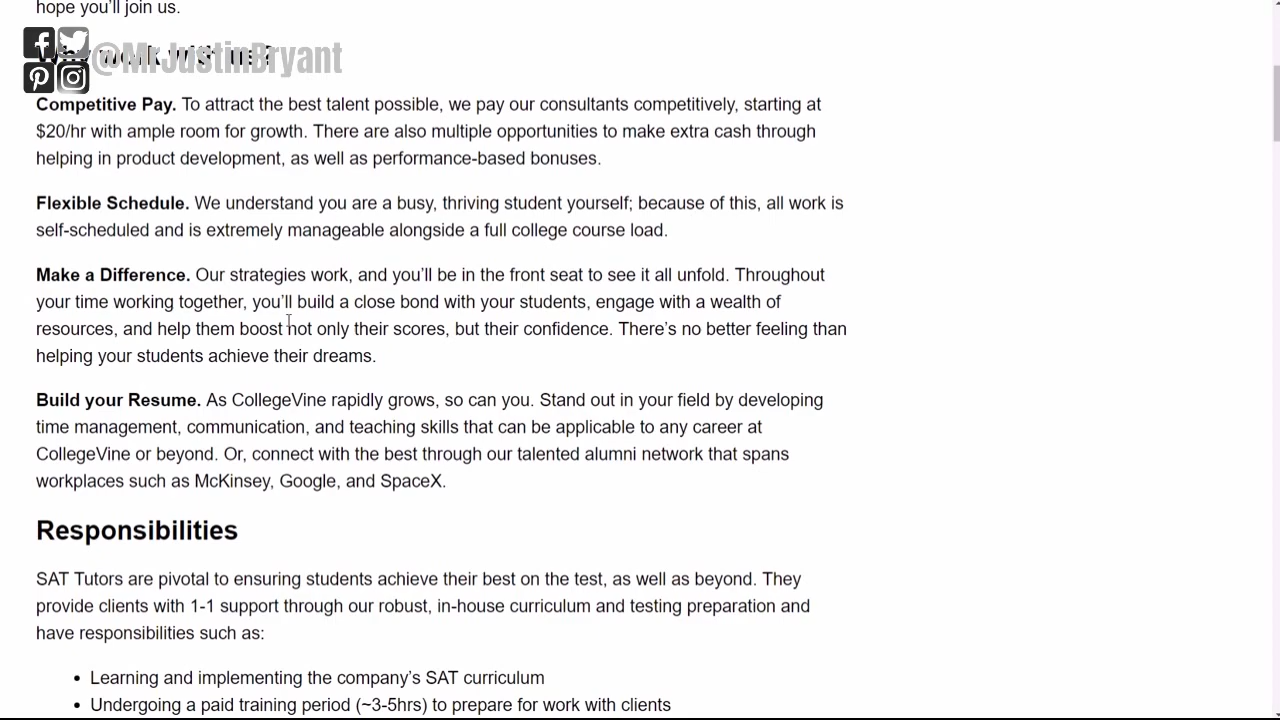 hope you'll join us.
Why work with us?
@MrJustinBryant
Competitive Pay. To attract the best talent possible, we pay our consultants competitively, starting at
$20/hr with ample room for growth. There are also multiple opportunities to make extra cash through
helping in product development, as well as performance-based bonuses.
Flexible Schedule. We understand you are a busy, thriving student yourself; because of this, all work is
self-scheduled and is extremely manageable alongside a full college course load.
Make a Difference. Our strategies work, and you'll be in the front seat to see it all unfold. Throughout
your time working together, you'll build a close bond with your students, engage with a wealth of
resources, and help them boost not only their scores, but their confidence. There's no better feeling than
helping your students achieve their dreams.
Build your Resume. As CollegeVine rapidly grows, so can you. Stand out in your field by developing
time management, communication, and teaching skills that can be applicable to any career at
CollegeVine or beyond. Or, connect with the best through our talented alumni network that spans
workplaces such as McKinsey, Google, and SpaceX.
Responsibilities
SAT Tutors are pivotal to ensuring students achieve their best on the test, as well as beyond. They
provide clients with 1-1 support through our robust, in-house curriculum and testing preparation and
have responsibilities such as:
• Learning and implementing the company's SAT curriculum
• Undergoing a paid training period (~3-5hrs) to prepare for work with clients